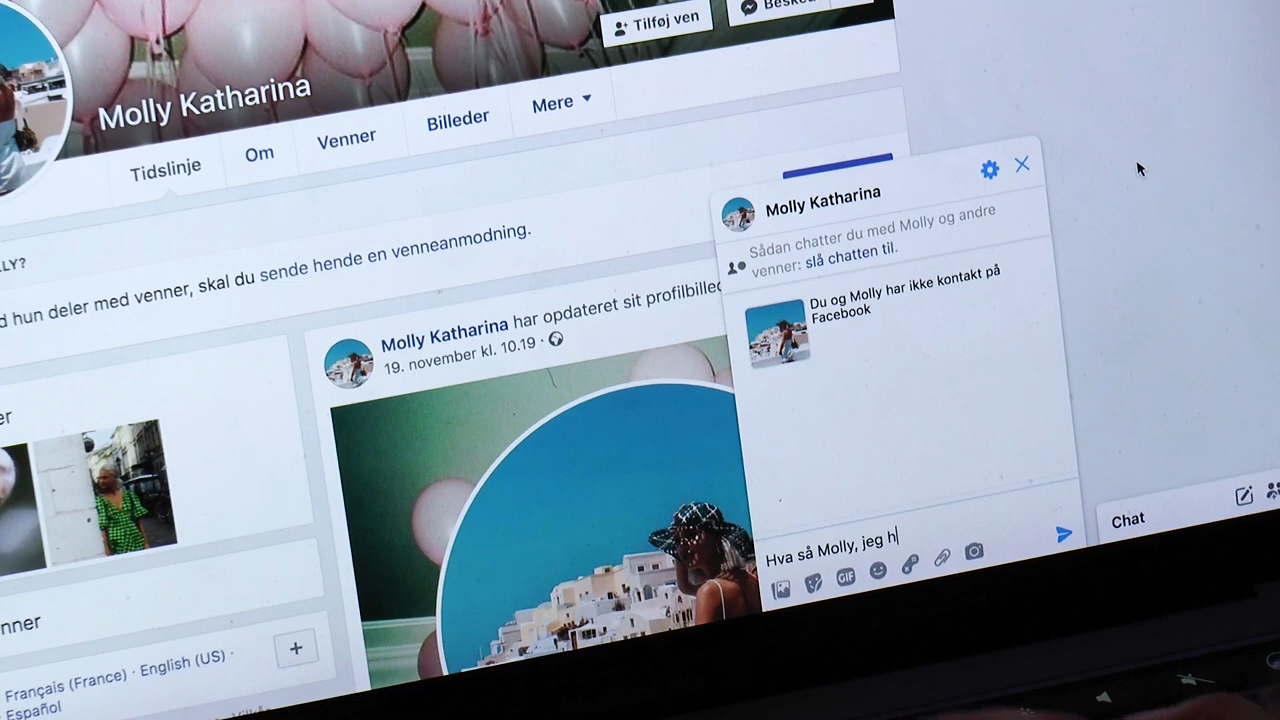 Tilføj ven
Besked
Molly Katharina
Tidslinje
Om
Venner
Billeder
Mere
LLY?
d hun deler med venner, skal du sende hende en venneanmodning.
er
nner
Français (France) · English (US) ·
Español
+
Molly Katharina har opdateret sit profilbilled
19. november kl. 10.19 ·
Molly Katharina
Sådan chatter du med Molly og andre
venner: slå chatten til.
Du og Molly har ikke kontakt på
Facebook
Hva så Molly, jeg h
GIF
Chat